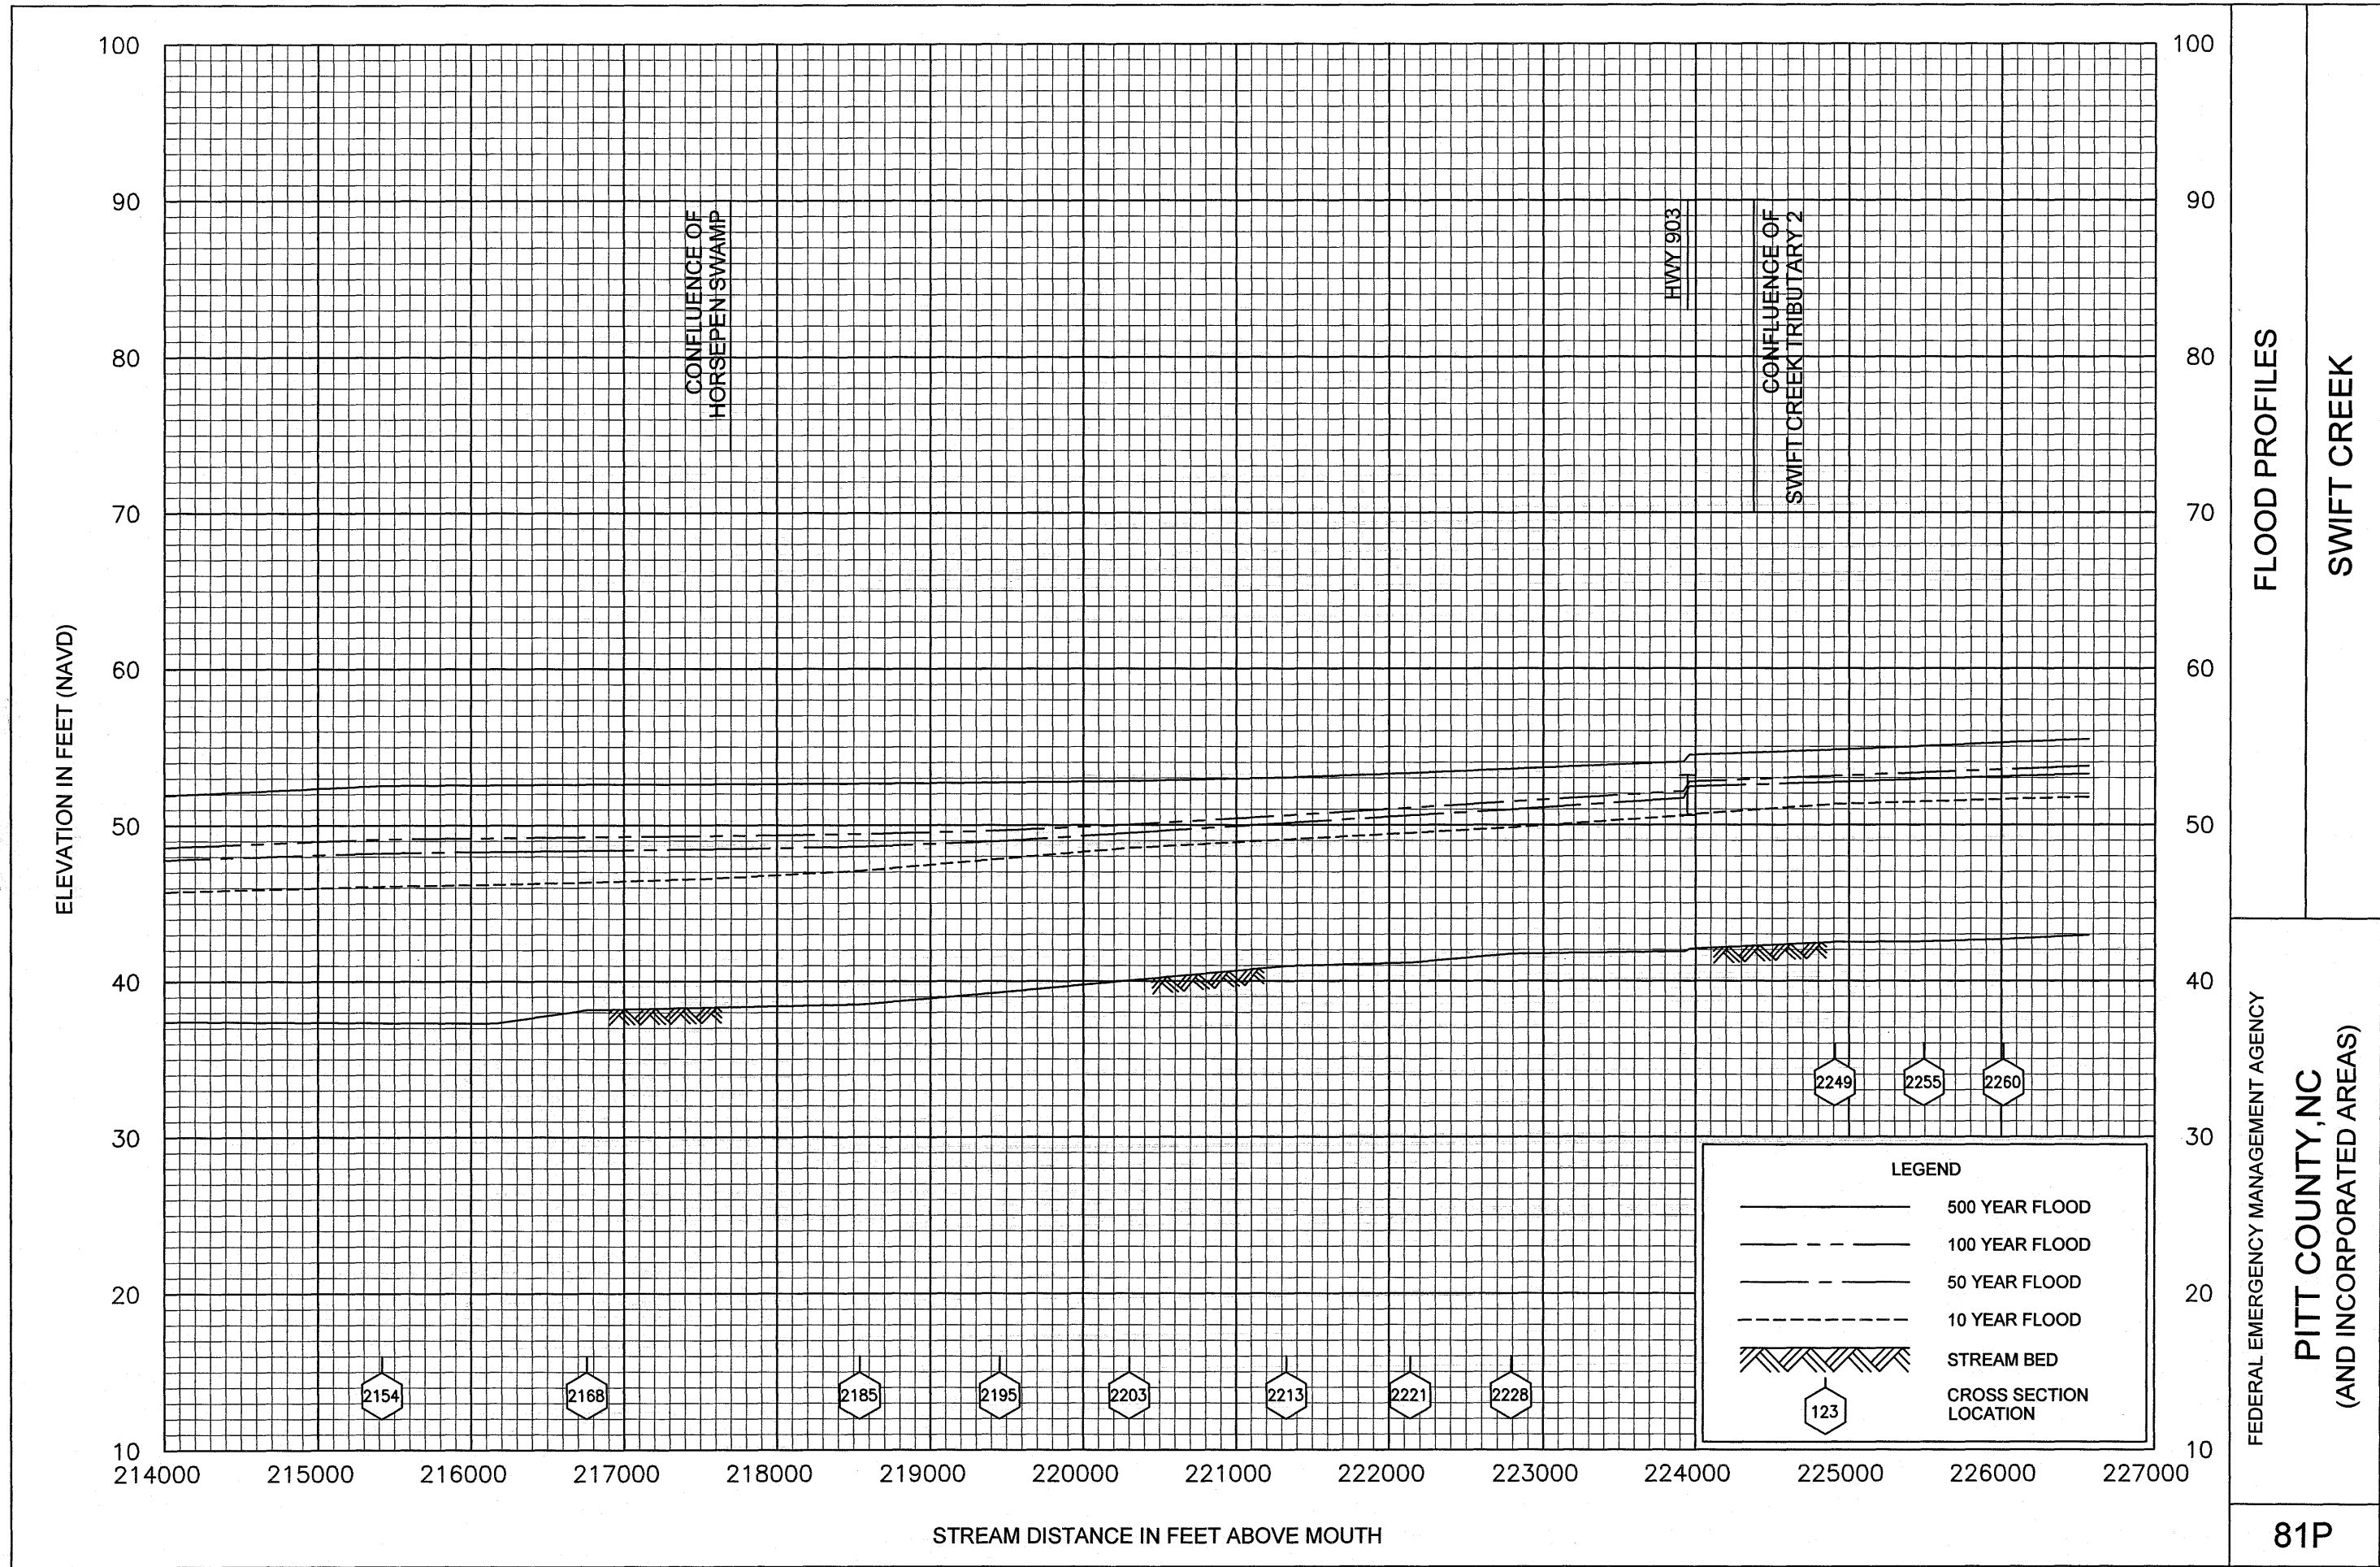 100
90
80
70
60
50
40
30
20
10
ELEVATION IN FEET (NAVD)
CONFLUENCE OF
HORSEPEN SWAMP
HWY 903
CONFLUENCE OF
SWIFT CREEK TRIBUTARY 2
100
90
80
70
60
50
40
30
20
10
2249
2255
2260
2154
2168
2185
2195
2203
2213
2221
2228
LEGEND
500 YEAR FLOOD
100 YEAR FLOOD
50 YEAR FLOOD
10 YEAR FLOOD
STREAM BED
123
CROSS SECTION
LOCATION
214000
215000
216000
217000
218000
219000
220000
221000
222000
223000
224000
225000
226000
227000
STREAM DISTANCE IN FEET ABOVE MOUTH
FLOOD PROFILES
SWIFT CREEK
FEDERAL EMERGENCY MANAGEMENT AGENCY
PITT COUNTY, NC
(AND INCORPORATED AREAS)
81P